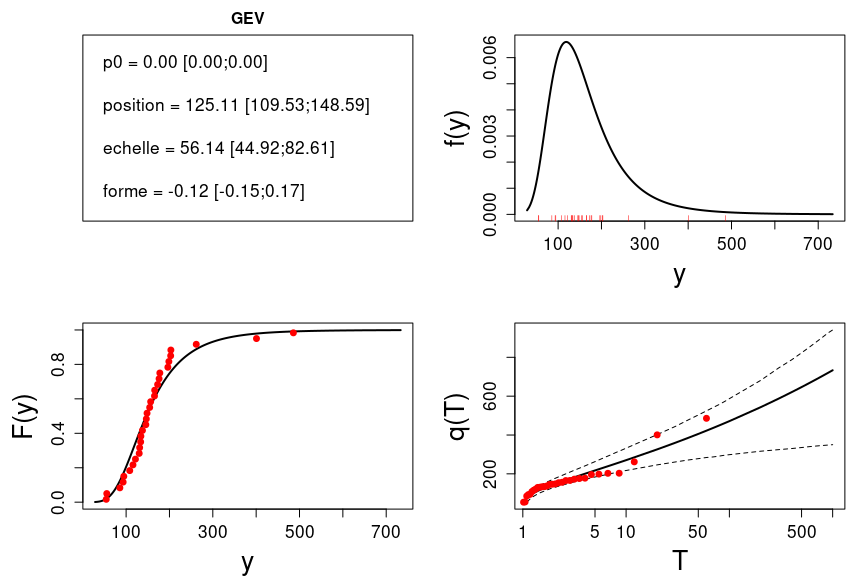 GEV
p0 = 0.00 [0.00;0.00]
position = 125.11 [109.53;148.59]
echelle = 56.14 [44.92;82.61]
forme = -0.12 [-0.15;0.17]
f(y)
0.000 0.003 0.006
100 300 500 700
y
F(y)
0.0 0.4 0.8
100 300 500 700
y
q(T)
200 600
1 5 10 50 500
T